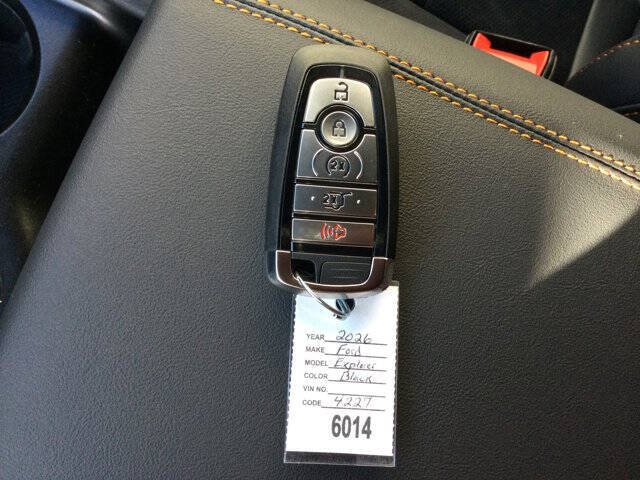 YEAR 2026
MAKE Ford
MODEL Explorer
COLOR Black
VIN NO.
CODE 4227
6014